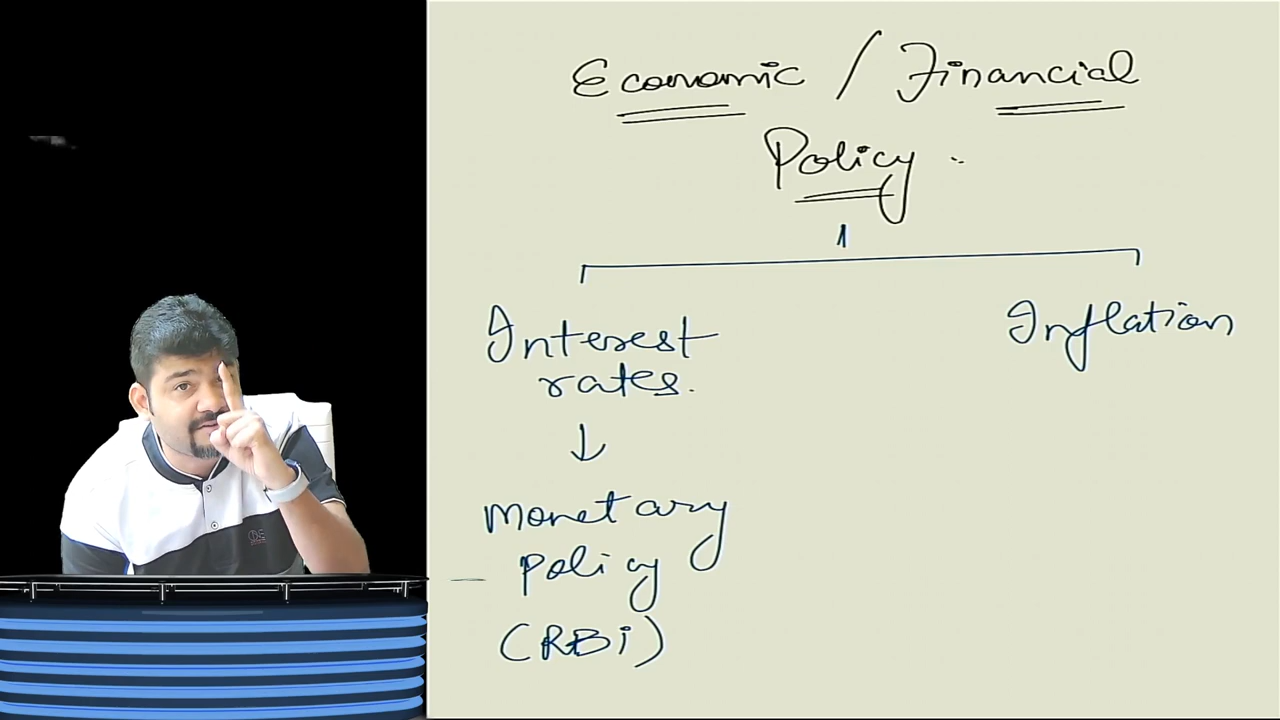 Economic / Financial
Policy
Interest
rates.
Inflation
↓
Monetary
policy
(RBi)